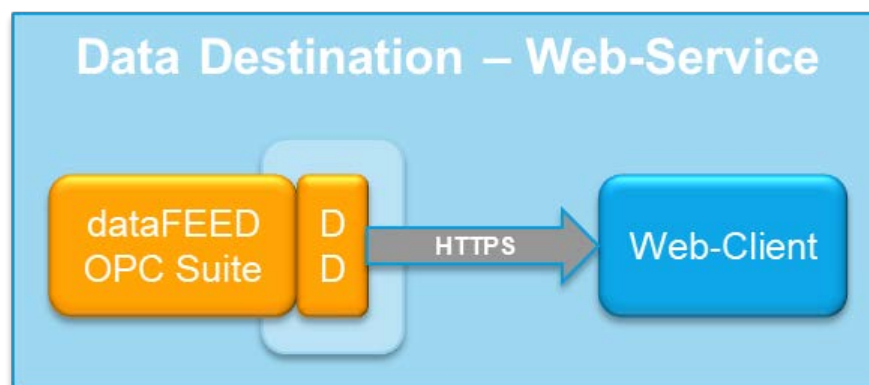 Data Destination – Web-Service
dataFEED
OPC Suite
D
D
HTTPS
Web-Client